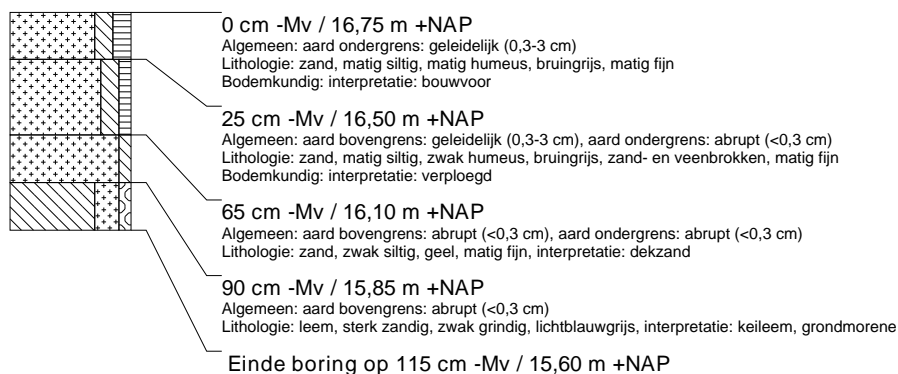 0 cm -Mv / 16,75 m +NAP
Algemeen: aard ondergrens: geleidelijk (0,3-3 cm)
Lithologie: zand, matig siltig, matig humeus, bruingrijs, matig fijn
Bodemkundig: interpretatie: bouwvoor
25 cm -Mv / 16,50 m +NAP
Algemeen: aard bovengrens: geleidelijk (0,3-3 cm), aard ondergrens: abrupt (<0,3 cm)
Lithologie: zand, matig siltig, zwak humeus, bruingrijs, zand- en veenbrokken, matig fijn
Bodemkundig: interpretatie: verploegd
65 cm -Mv / 16,10 m +NAP
Algemeen: aard bovengrens: abrupt (<0,3 cm), aard ondergrens: abrupt (<0,3 cm)
Lithologie: zand, zwak siltig, geel, matig fijn, interpretatie: dekzand
90 cm -Mv / 15,85 m +NAP
Algemeen: aard bovengrens: abrupt (<0,3 cm)
Lithologie: leem, sterk zandig, zwak grindig, lichtblauwgrijs, interpretatie: keileem, grondmorene
Einde boring op 115 cm -Mv / 15,60 m +NAP